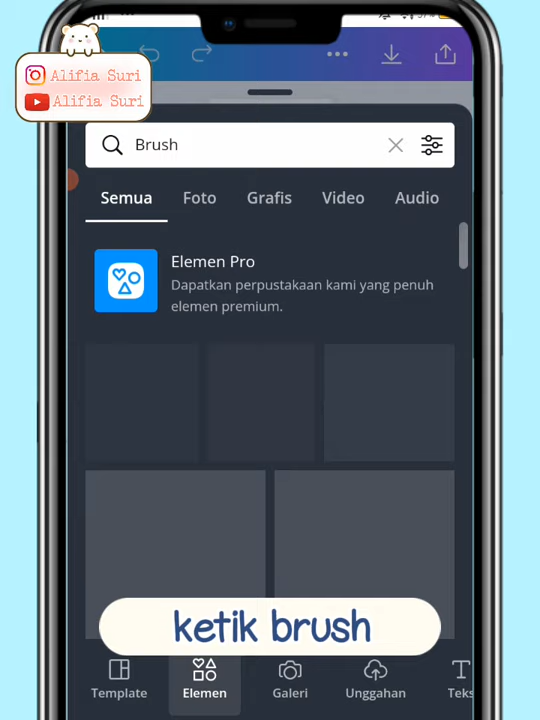 Alifia Suri
Alifia Suri
Brush
Semua Foto Grafis Video Audio
Elemen Pro
Dapatkan perpustakaan kami yang penuh
elemen premium.
ketik brush
Template Elemen Galeri Unggahan Teks